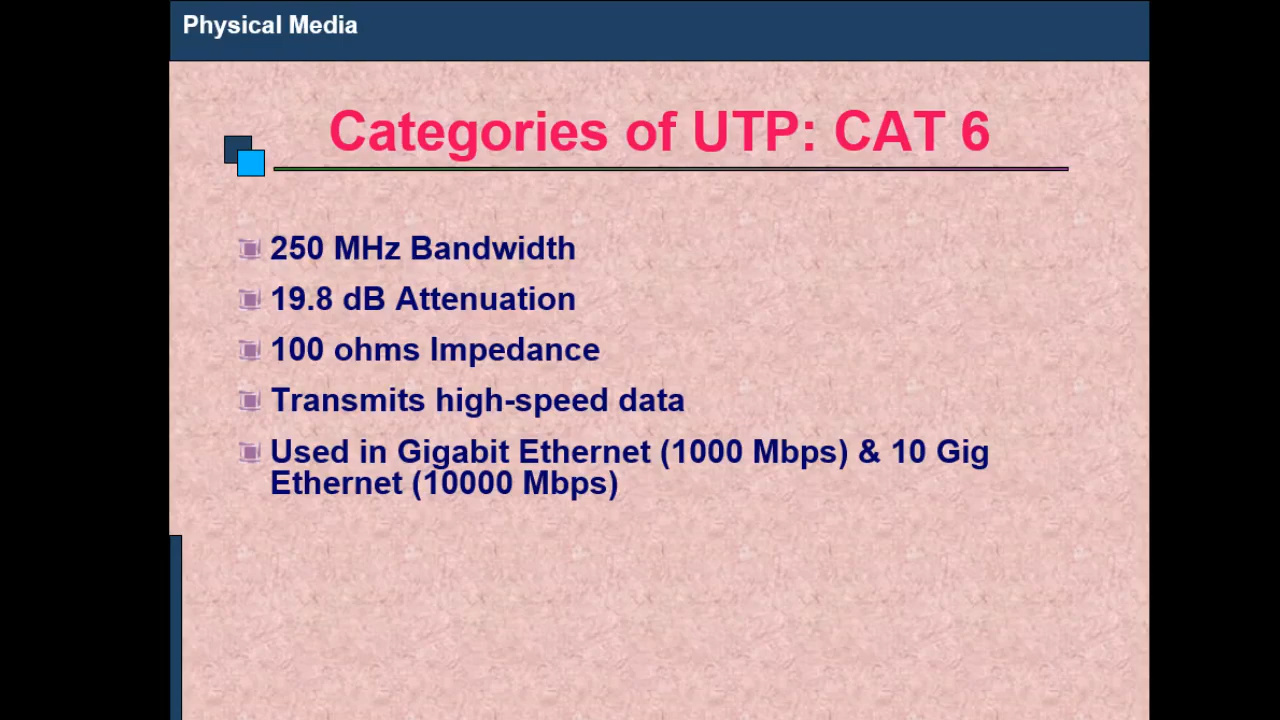 Physical Media
Categories of UTP: CAT 6
250 MHz Bandwidth
19.8 dB Attenuation
100 ohms Impedance
Transmits high-speed data
Used in Gigabit Ethernet (1000 Mbps) & 10 Gig
Ethernet (10000 Mbps)